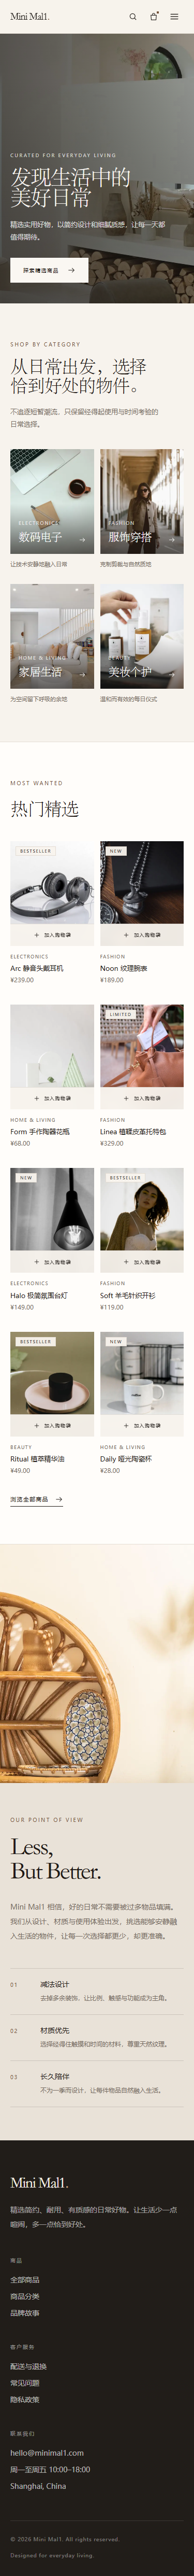 Mini Mal1.
CURATED FOR EVERYDAY LIVING
发现生活中的
美好日常
精选实用好物,以简约设计和细腻质感,让每一天都
值得期待。
探索精选商品 →
SHOP BY CATEGORY
从日常出发,选择
恰到好处的物件。
不追逐短暂潮流,只保留经得起使用与时间考验的
日常选择。
ELECTRONICS
数码电子 →
让技术安静地融入日常
FASHION
服饰穿搭 →
克制剪裁与自然质地
HOME & LIVING
家居生活 →
为空间留下呼吸的余地
BEAUTY
美妆个护 →
温和而有效的每日仪式
MOST WANTED
热门精选
BESTSELLER
+ 加入购物袋
ELECTRONICS
Arc 静音头戴耳机
¥239.00
NEW
+ 加入购物袋
FASHION
Noon 纹理腕表
¥189.00
+ 加入购物袋
HOME & LIVING
Form 手作陶器花瓶
¥68.00
LIMITED
+ 加入购物袋
FASHION
Linea 植鞣皮革托特包
¥329.00
NEW
+ 加入购物袋
ELECTRONICS
Halo 极简氛围台灯
¥149.00
BESTSELLER
+ 加入购物袋
FASHION
Soft 羊毛针织开衫
¥119.00
BESTSELLER
+ 加入购物袋
BEAUTY
Ritual 植萃精华油
¥49.00
NEW
+ 加入购物袋
HOME & LIVING
Daily 哑光陶瓷杯
¥28.00
浏览全部商品 →
OUR POINT OF VIEW
Less,
But Better.
Mini Mal1 相信,好的日常不需要被过多物品填满。
我们从设计、材质与使用体验出发,挑选能够安静融
入生活的物件,让每一次选择都更少,却更准确。
01 减法设计
去掉多余装饰,让比例、触感与功能成为主角。
02 材质优先
选择经得住触摸和时间的材料,尊重天然纹理。
03 长久陪伴
不为一季而设计,让每件物品自然融入生活。
Mini Mal1.
精选简约、耐用、有质感的日常好物。让生活少一点
喧闹,多一点恰到好处。
商品
全部商品
商品分类
品牌故事
客户服务
配送与退换
常见问题
隐私政策
联系我们
hello@minimal1.com
周一至周五 10:00–18:00
Shanghai, China
© 2026 Mini Mal1. All rights reserved.
Designed for everyday living.